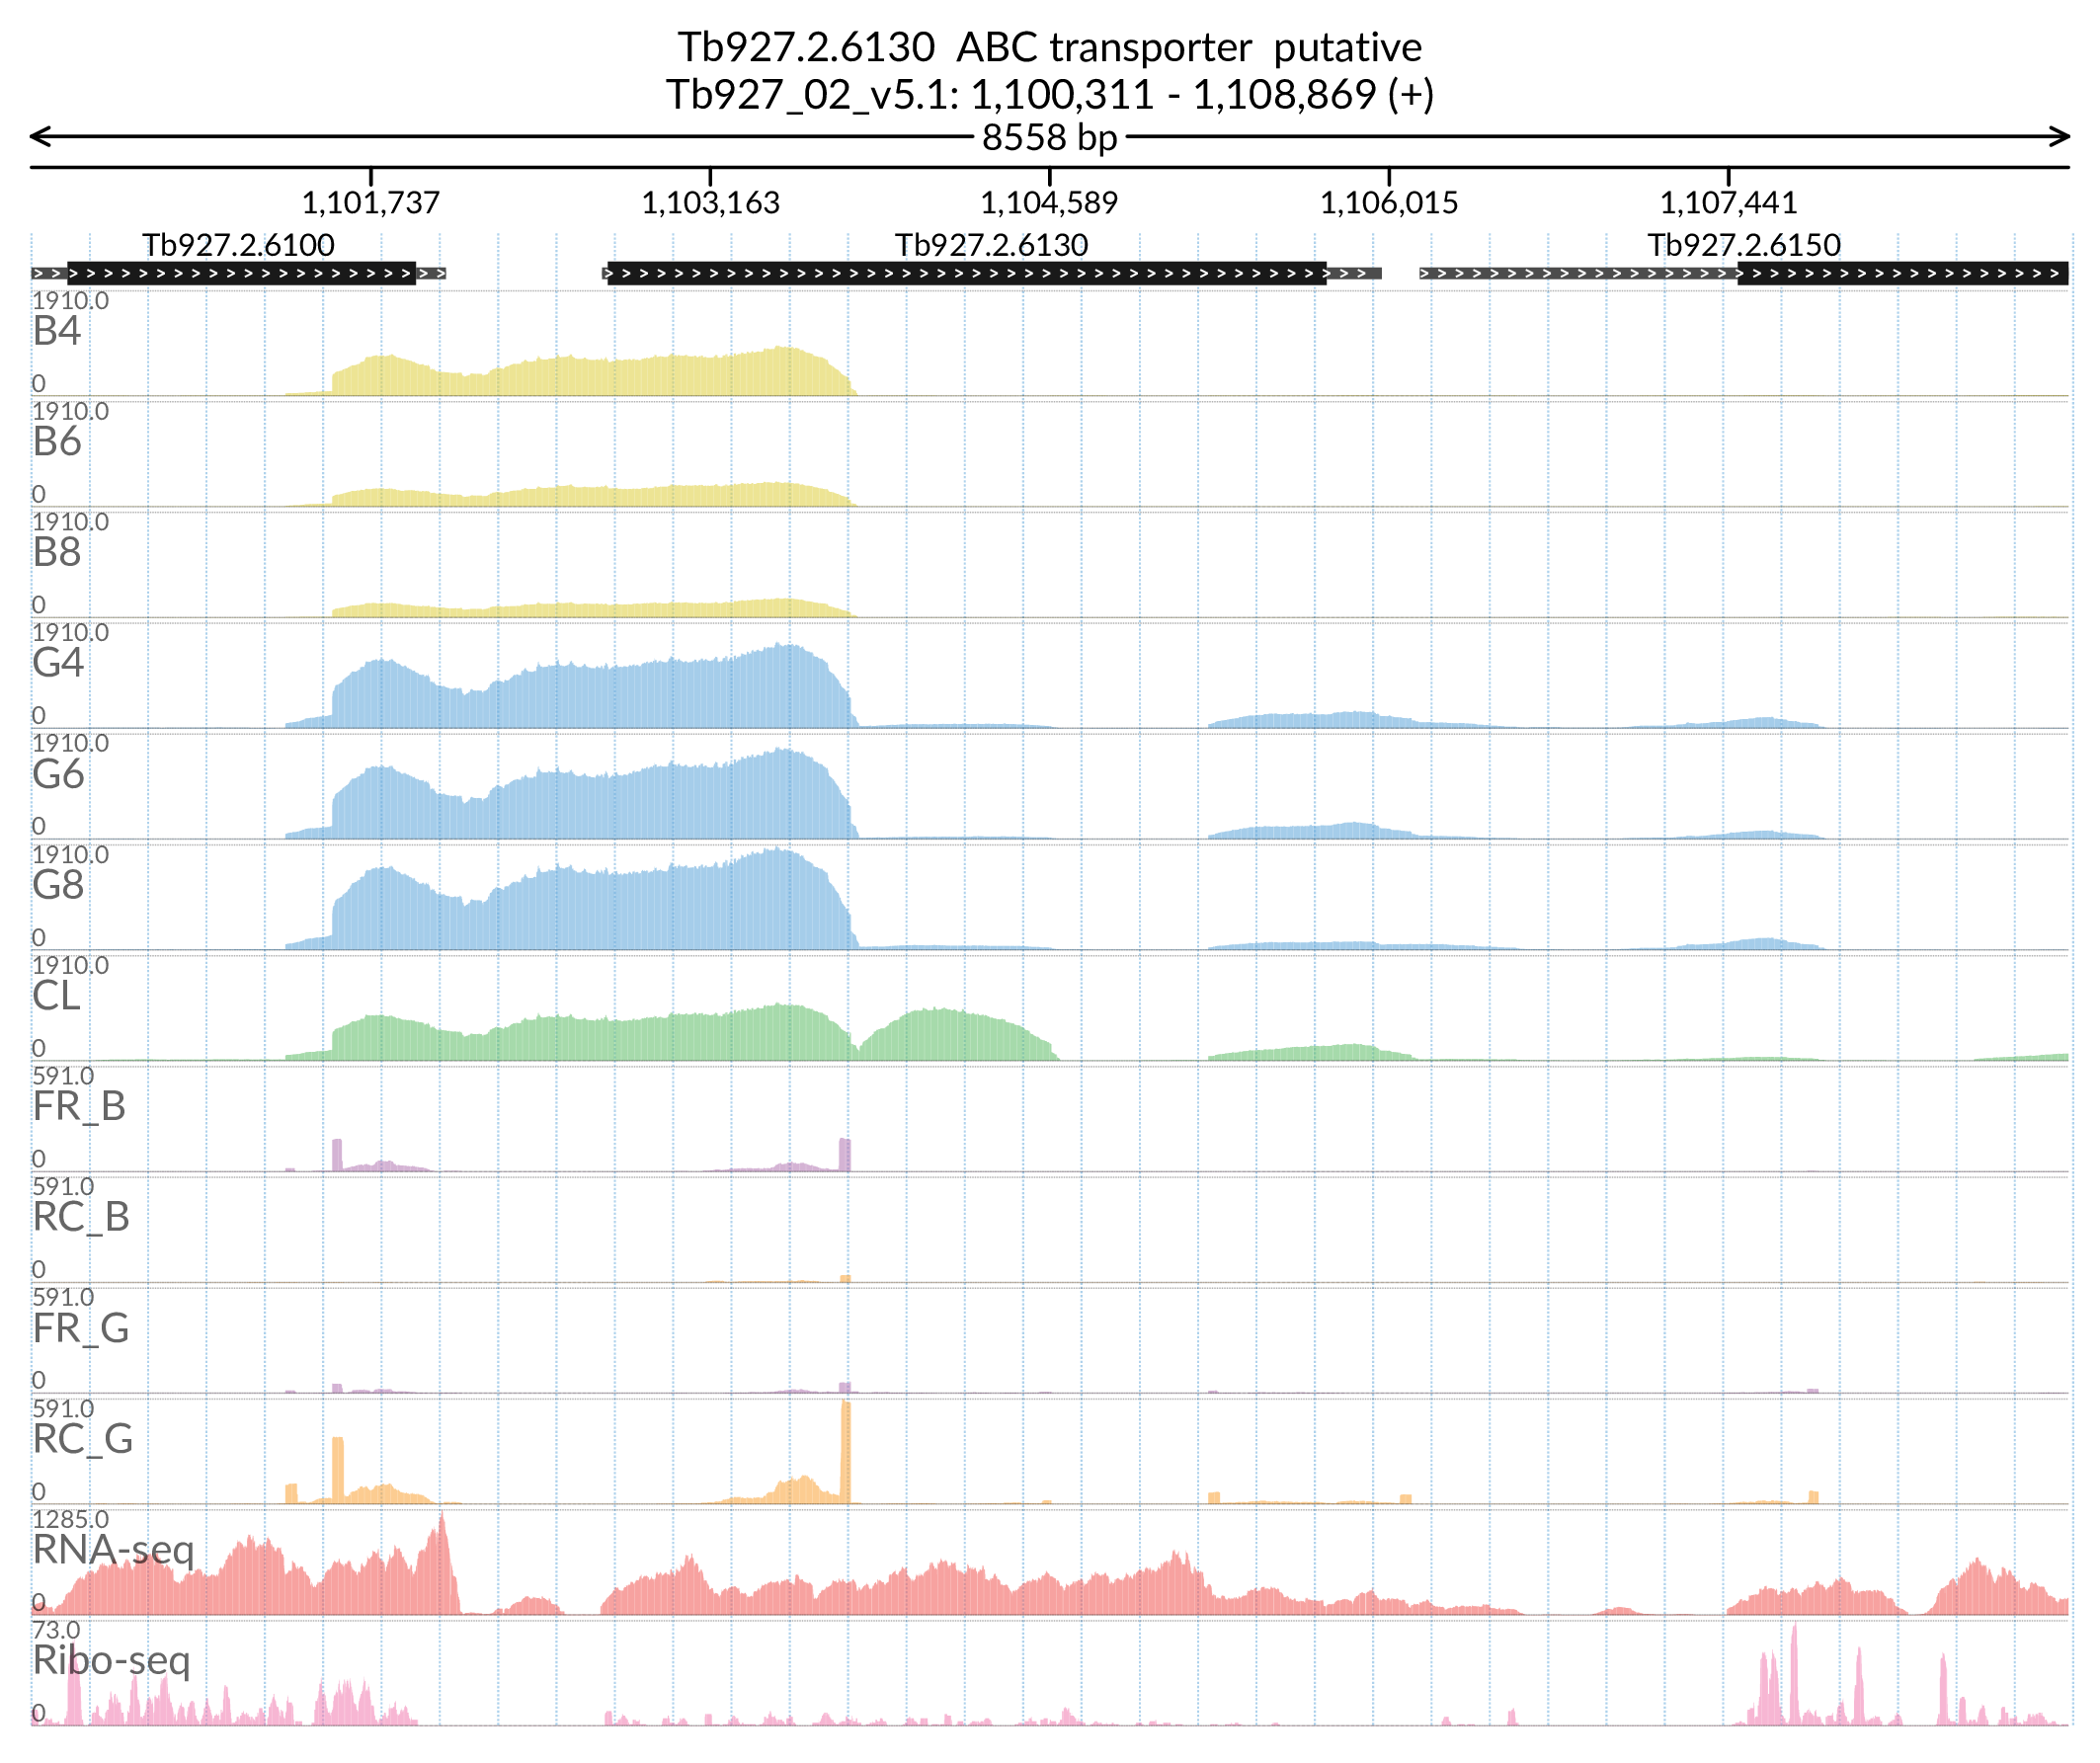 Tb927.2.6130  ABC transporter  putative
Tb927_02_v5.1: 1,100,311 - 1,108,869 (+)
8558 bp
1,101,737 1,103,163 1,104,589 1,106,015 1,107,441
Tb927.2.6100 Tb927.2.6130 Tb927.2.6150
1910.0
B4
0
1910.0
B6
0
1910.0
B8
0
1910.0
G4
0
1910.0
G6
0
1910.0
G8
0
1910.0
CL
0
591.0
FR_B
0
591.0
RC_B
0
591.0
FR_G
0
591.0
RC_G
0
1285.0
RNA-seq
0
73.0
Ribo-seq
0